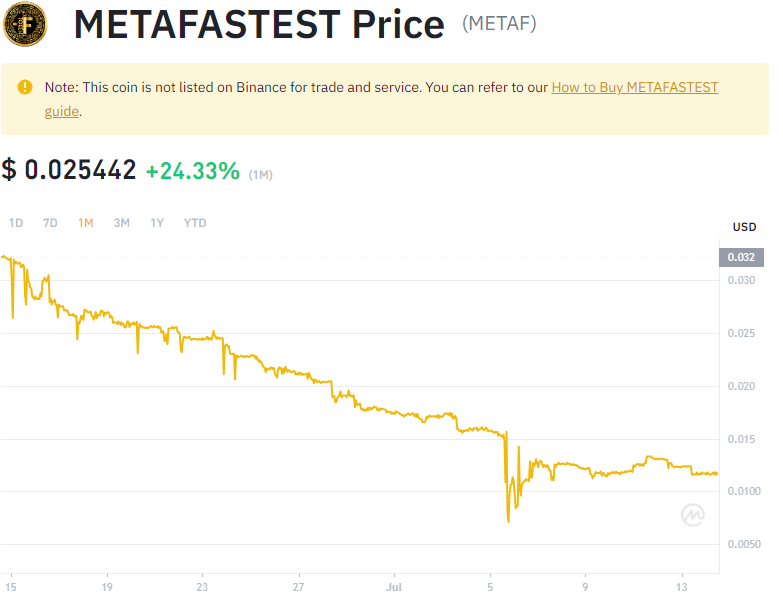 METAFASTEST Price (METAF)
Note: This coin is not listed on Binance for trade and service. You can refer to our How to Buy METAFASTEST
guide.
$ 0.025442 +24.33% (1M)
1D 7D 1M 3M 1Y YTD
USD
0.032
0.030
0.025
0.020
0.015
0.0100
0.0050
15 19 23 27 Jul 5 9 13